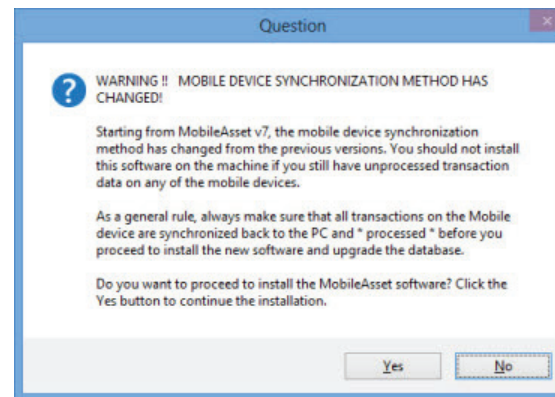 Question
WARNING !! MOBILE DEVICE SYNCHRONIZATION METHOD HAS
CHANGED!
Starting from MobileAsset v7, the mobile device synchronization
method has changed from the previous versions. You should not install
this software on the machine if you still have unprocessed transaction
data on any of the mobile devices.
As a general rule, always make sure that all transactions on the Mobile
device are synchronized back to the PC and * processed * before you
proceed to install the new software and upgrade the database.
Do you want to proceed to install the MobileAsset software? Click the
Yes button to continue the installation.
Yes No